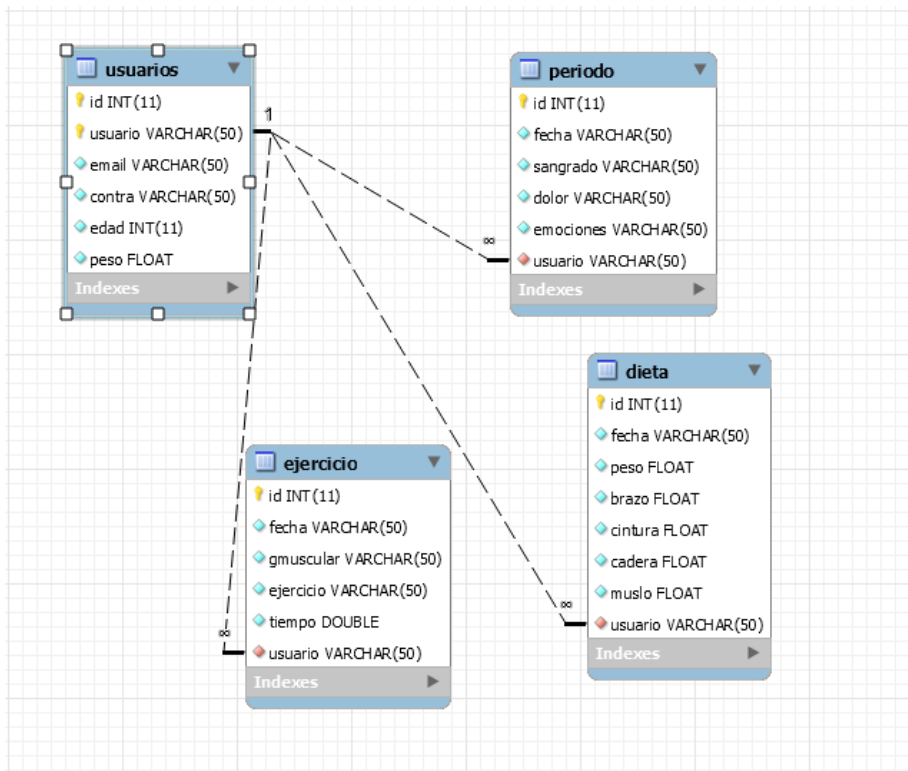 usuarios
id INT(11)
usuario VARCHAR(50)
email VARCHAR(50)
contra VARCHAR(50)
edad INT(11)
peso FLOAT
Indexes
1
periodo
id INT(11)
fecha VARCHAR(50)
sangrado VARCHAR(50)
dolor VARCHAR(50)
emociones VARCHAR(50)
usuario VARCHAR(50)
Indexes
∞
dieta
id INT(11)
fecha VARCHAR(50)
peso FLOAT
brazo FLOAT
cintura FLOAT
cadera FLOAT
muslo FLOAT
usuario VARCHAR(50)
Indexes
∞
ejercicio
id INT(11)
fecha VARCHAR(50)
gmuscular VARCHAR(50)
ejercicio VARCHAR(50)
tiempo DOUBLE
usuario VARCHAR(50)
Indexes
∞